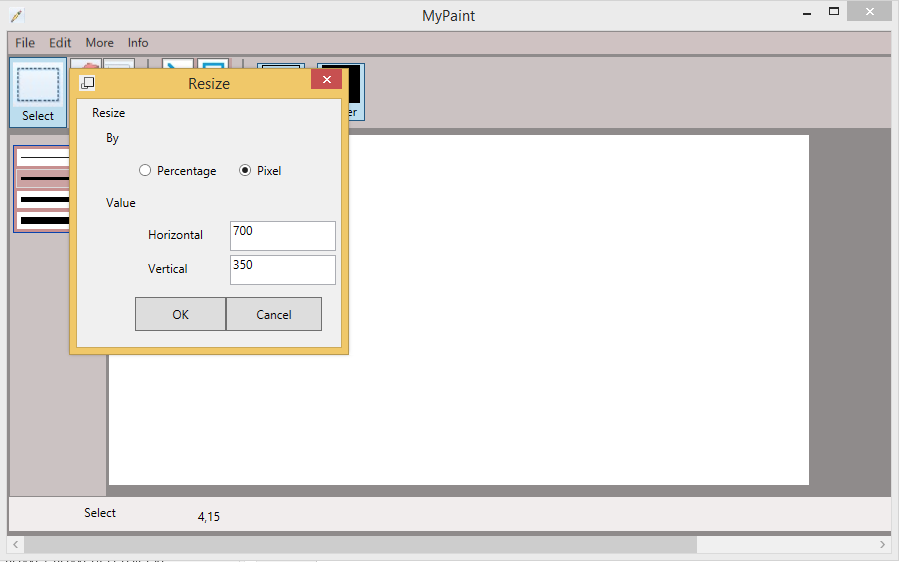 MyPaint
File Edit More Info
Resize
Select
Resize
By
Percentage Pixel
Value
Horizontal 700
Vertical 350
OK Cancel
Select 4,15